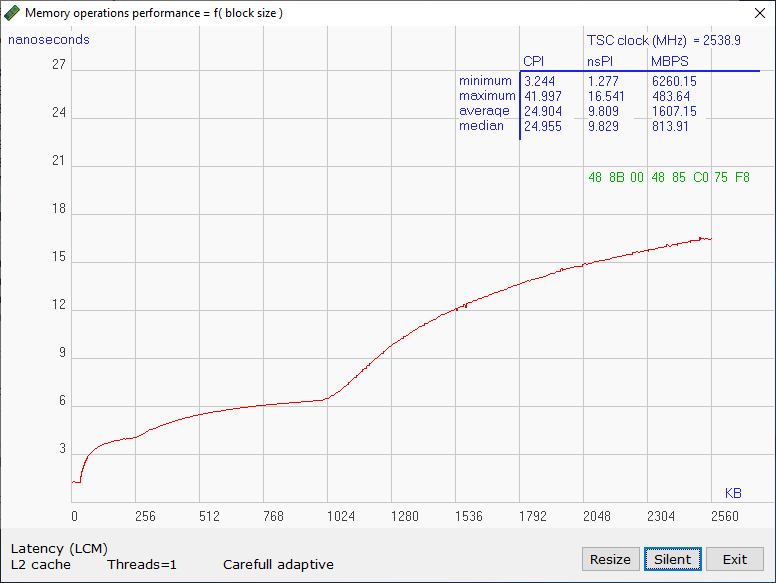 Memory operations performance = f( block size )
nanoseconds
TSC clock (MHz) = 2538.9
CPI nsPI MBPS
minimum 3.244 1.277 6260.15
maximum 41.997 16.541 483.64
average 24.904 9.809 1607.15
median 24.955 9.829 813.91
48 8B 00 48 85 C0 75 F8
27
24
21
18
15
12
9
6
3
KB
0 256 512 768 1024 1280 1536 1792 2048 2304 2560
Latency (LCM)
L2 cache Threads=1 Carefull adaptive
Resize Silent Exit